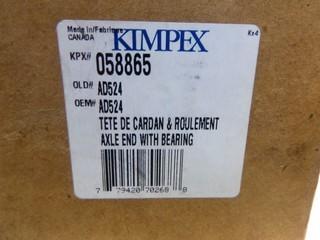 Made In/Fabriqué
CANADA
KIMPEX
Kx4
KPX# 058865
OLD# AD524
OEM# AD524
TETE DE CARDAN & ROULEMENT
AXLE END WITH BEARING
7 79420 70268 8